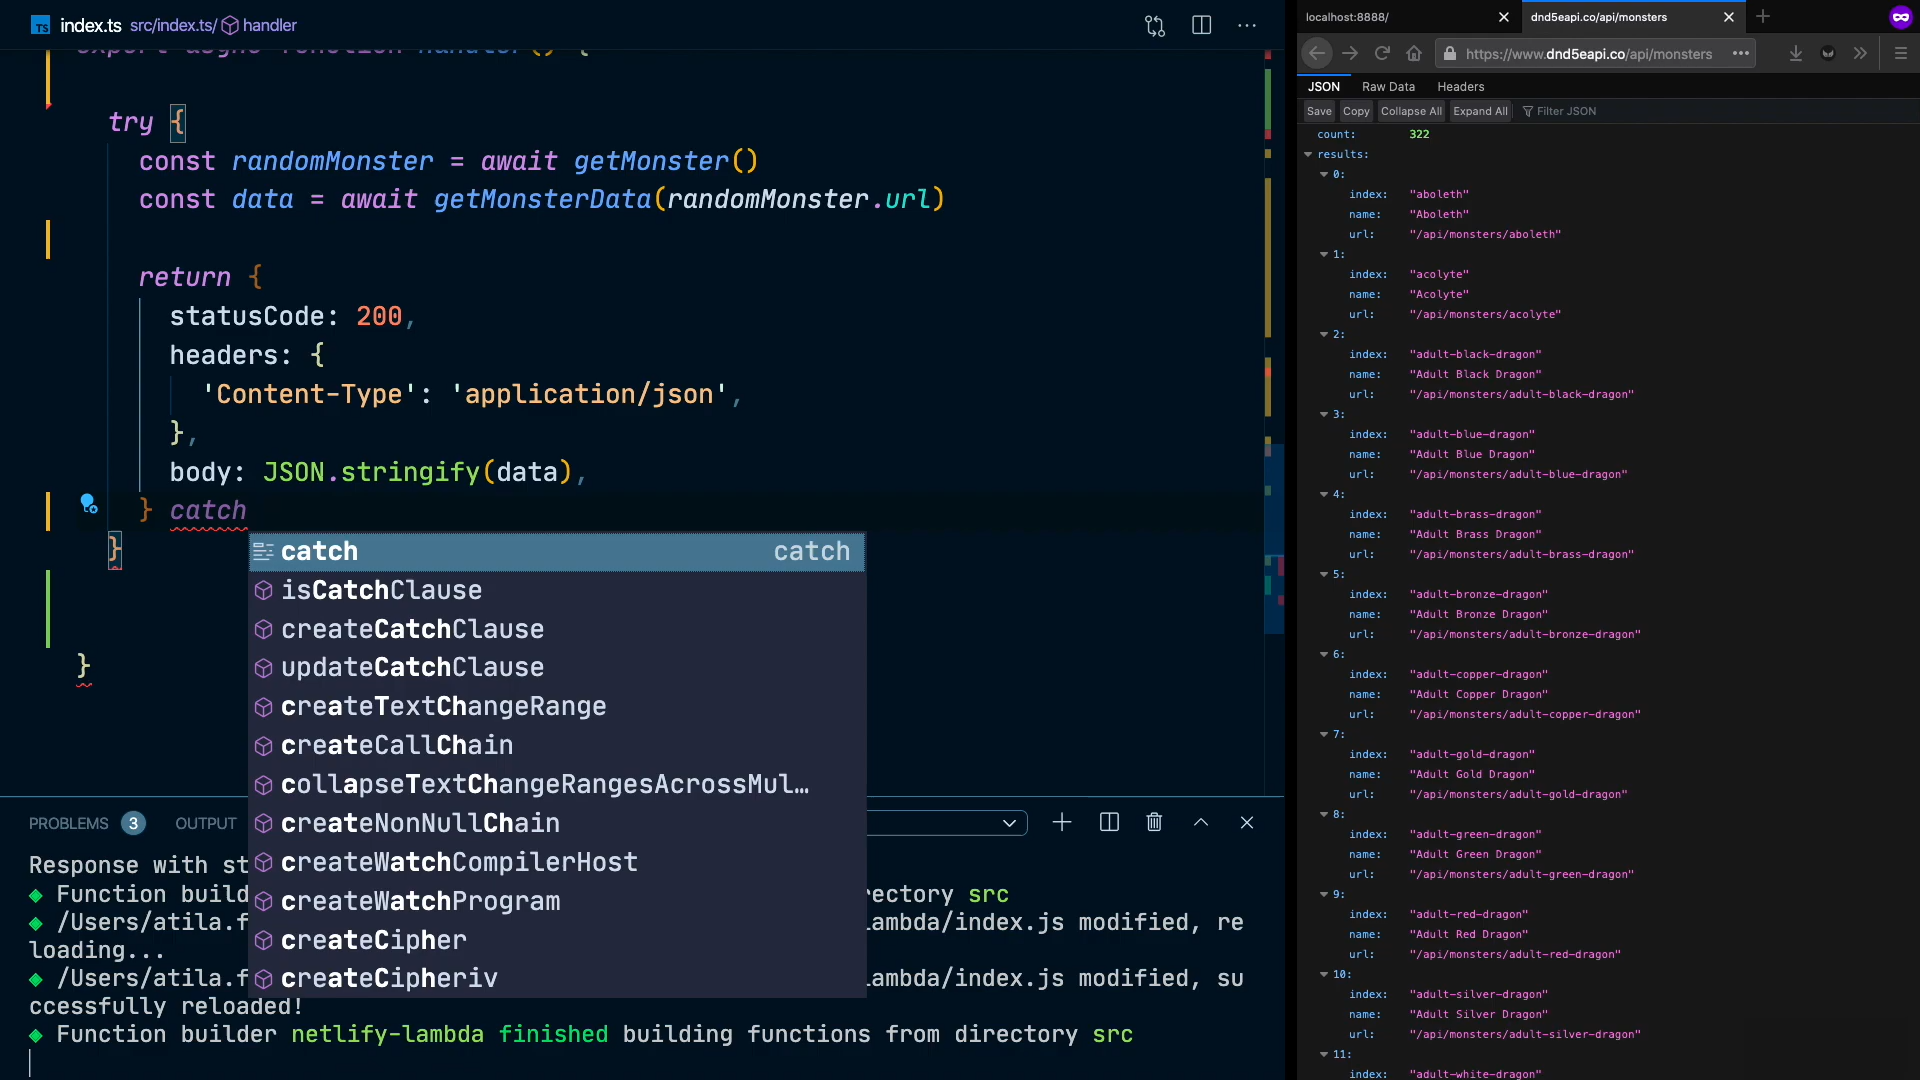 index.ts src/index.ts/ handler
export async function handler() {
try {
const randomMonster = await getMonster()
const data = await getMonsterData(randomMonster.url)
return {
statusCode: 200,
headers: {
'Content-Type': 'application/json',
},
body: JSON.stringify(data),
} catch
}
}
catch catch
isCatchClause
createCatchClause
updateCatchClause
createTextChangeRange
createCallChain
collapseTextChangeRangesAcrossMul…
createNonNullChain
createWatchCompilerHost
createWatchProgram
createCipher
createCipheriv
PROBLEMS 3 OUTPUT
Response with st
Function build rectory src
/Users/atila.f lambda/index.js modified, re
loading...
/Users/atila.f lambda/index.js modified, su
ccessfully reloaded!
Function builder netlify-lambda finished building functions from directory src
localhost:8888/
dnd5eapi.co/api/monsters
https://www.dnd5eapi.co/api/monsters
JSON Raw Data Headers
Save Copy Collapse All Expand All Filter JSON
count: 322
results:
0:
index: "aboleth"
name: "Aboleth"
url: "/api/monsters/aboleth"
1:
index: "acolyte"
name: "Acolyte"
url: "/api/monsters/acolyte"
2:
index: "adult-black-dragon"
name: "Adult Black Dragon"
url: "/api/monsters/adult-black-dragon"
3:
index: "adult-blue-dragon"
name: "Adult Blue Dragon"
url: "/api/monsters/adult-blue-dragon"
4:
index: "adult-brass-dragon"
name: "Adult Brass Dragon"
url: "/api/monsters/adult-brass-dragon"
5:
index: "adult-bronze-dragon"
name: "Adult Bronze Dragon"
url: "/api/monsters/adult-bronze-dragon"
6:
index: "adult-copper-dragon"
name: "Adult Copper Dragon"
url: "/api/monsters/adult-copper-dragon"
7:
index: "adult-gold-dragon"
name: "Adult Gold Dragon"
url: "/api/monsters/adult-gold-dragon"
8:
index: "adult-green-dragon"
name: "Adult Green Dragon"
url: "/api/monsters/adult-green-dragon"
9:
index: "adult-red-dragon"
name: "Adult Red Dragon"
url: "/api/monsters/adult-red-dragon"
10:
index: "adult-silver-dragon"
name: "Adult Silver Dragon"
url: "/api/monsters/adult-silver-dragon"
11:
index: "adult-white-dragon"